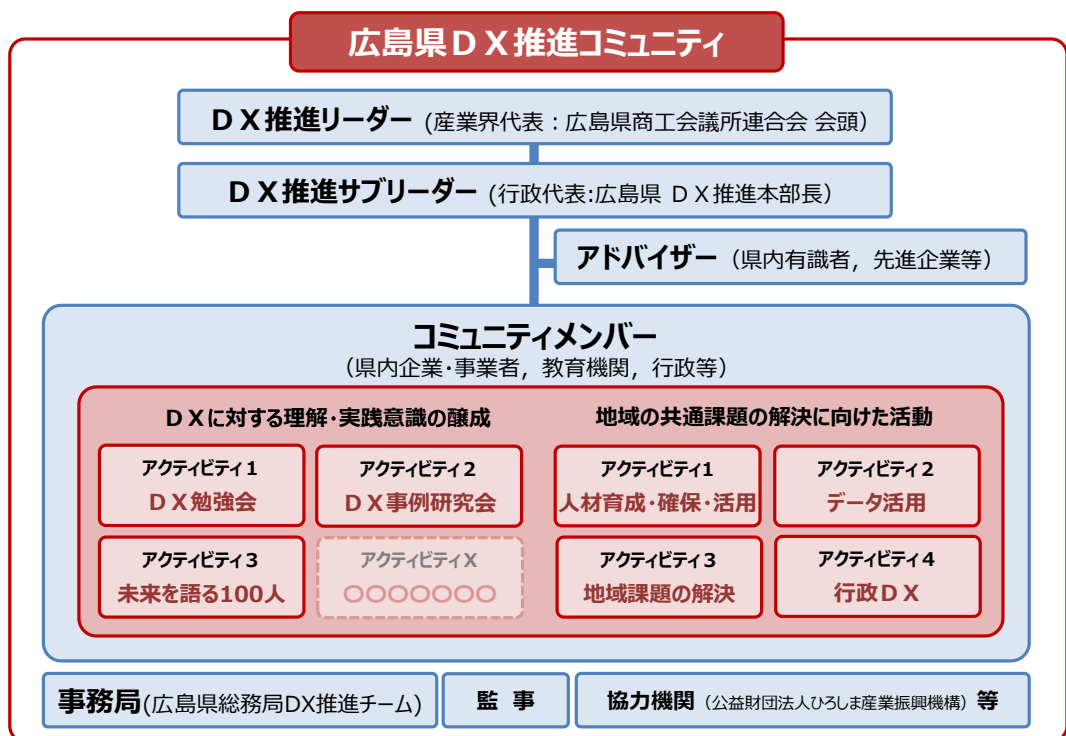 広島県ＤＸ推進コミュニティ
ＤＸ推進リーダー (産業界代表：広島県商工会議所連合会 会頭)
ＤＸ推進サブリーダー (行政代表:広島県 ＤＸ推進本部長)
アドバイザー （県内有識者，先進企業等）
コミュニティメンバー
（県内企業・事業者，教育機関，行政等）
ＤＸに対する理解・実践意識の醸成
アクティビティ１
ＤＸ勉強会
アクティビティ２
ＤＸ事例研究会
アクティビティ3
未来を語る100人
アクティビティＸ
〇〇〇〇〇〇〇
地域の共通課題の解決に向けた活動
アクティビティ1
人材育成・確保・活用
アクティビティ２
データ活用
アクティビティ３
地域課題の解決
アクティビティ4
行政ＤＸ
事務局(広島県総務局DX推進チーム)
監 事
協力機関（公益財団法人ひろしま産業振興機構）等